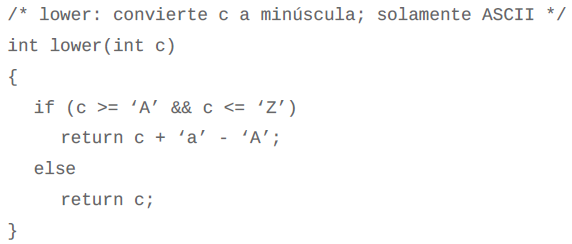 /* lower: convierte c a minúscula; solamente ASCII */
int lower(int c)
{
if (c >= ‘A’ && c <= ‘Z’)
return c + ‘a’ - ‘A’;
else
return c;
}